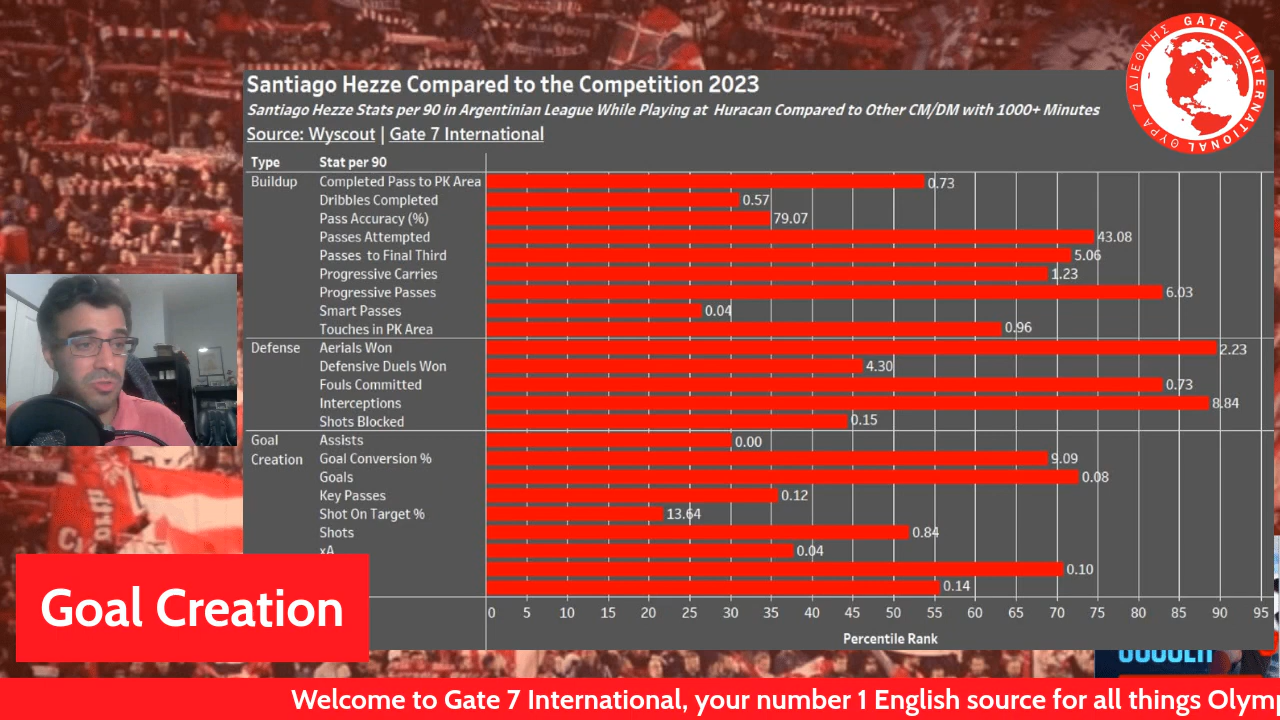 GATE 7 INTERNATIONAL
ΘΥΡΑ 7 ΔΙΕΘΝΗΣ
Santiago Hezze Compared to the Competition 2023
Santiago Hezze Stats per 90 in Argentinian League While Playing at Huracan Compared to Other CM/DM with 1000+ Minutes
Source: Wyscout | Gate 7 International
Type Stat per 90
Buildup Completed Pass to PK Area 0.73
Dribbles Completed 0.57
Pass Accuracy (%) 79.07
Passes Attempted 43.08
Passes to Final Third 5.06
Progressive Carries 1.23
Progressive Passes 6.03
Smart Passes 0.04
Touches in PK Area 0.96
Defense Aerials Won 2.23
Defensive Duels Won 4.30
Fouls Committed 0.73
Interceptions 8.84
Shots Blocked 0.15
Goal Assists 0.00
Creation Goal Conversion % 9.09
Goals 0.08
Key Passes 0.12
Shot On Target % 13.64
Shots 0.84
xA 0.04
0.10
0.14
0 5 10 15 20 25 30 35 40 45 50 55 60 65 70 75 80 85 90 95
Percentile Rank
Goal Creation
Welcome to Gate 7 International, your number 1 English source for all things Olymp